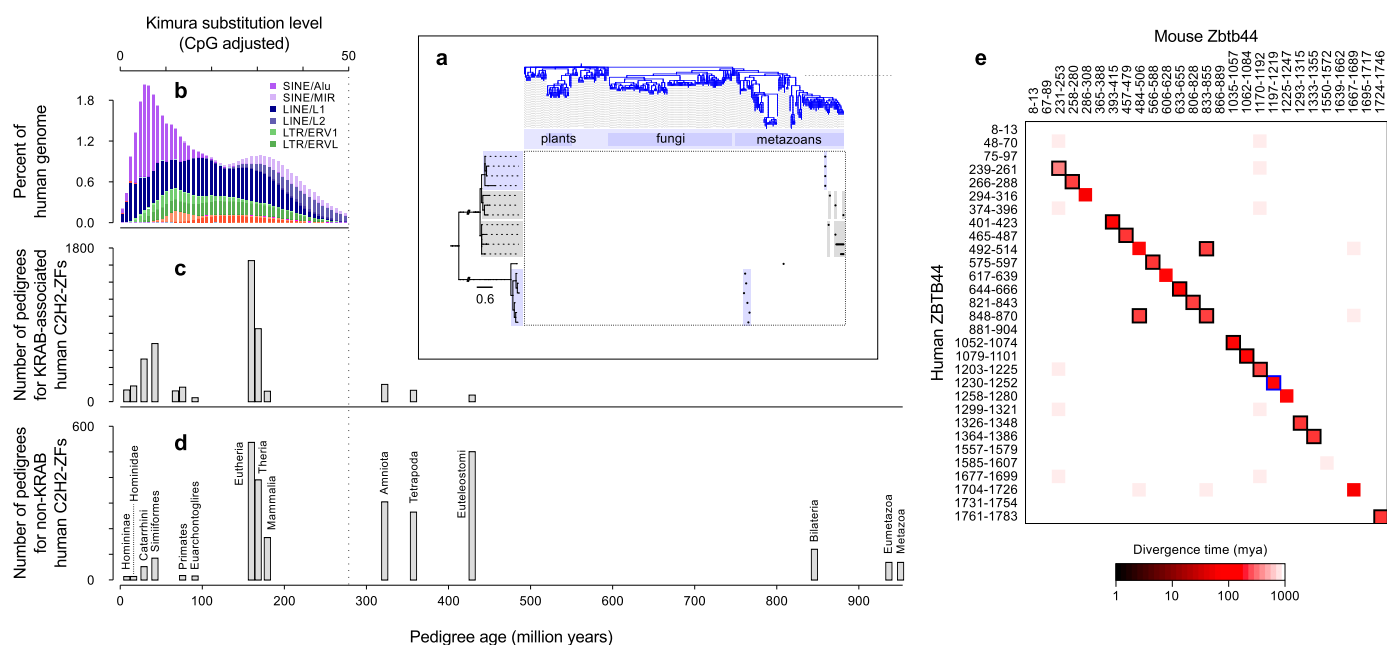 Kimura substitution level
(CpG adjusted)
0
50
b
1.8
1.2
0.6
0.0
Percent of
human genome
SINE/Alu
SINE/MIR
LINE/L1
LINE/L2
LTR/ERV1
LTR/ERVL
c
1800
0
Number of pedigrees
for KRAB-associated
human C2H2-ZFs
d
600
0
Number of pedigrees
for non-KRAB
human C2H2-ZFs
Homininae
Hominidae
Catarrhini
Simiiformes
Primates
Euarchontoglires
Eutheria
Theria
Mammalia
Amniota
Tetrapoda
Euteleostomi
Bilateria
Eumetazoa
Metazoa
0
100
200
300
400
500
600
700
800
900
Pedigree age (million years)
a
plants
fungi
metazoans
0.6
e
Mouse Zbtb44
8-13
67-89
231-253
258-280
286-308
365-388
393-415
457-479
484-506
566-588
606-628
633-655
806-828
833-855
866-889
1035-1057
1062-1084
1170-1192
1197-1219
1225-1247
1293-1315
1333-1355
1550-1572
1639-1662
1667-1689
1695-1717
1724-1746
Human ZBTB44
8-13
48-70
75-97
239-261
266-288
294-316
374-396
401-423
465-487
492-514
575-597
617-639
644-666
821-843
848-870
881-904
1052-1074
1079-1101
1203-1225
1230-1252
1258-1280
1299-1321
1326-1348
1364-1386
1557-1579
1585-1607
1677-1699
1704-1726
1731-1754
1761-1783
Divergence time (mya)
1
10
100
1000